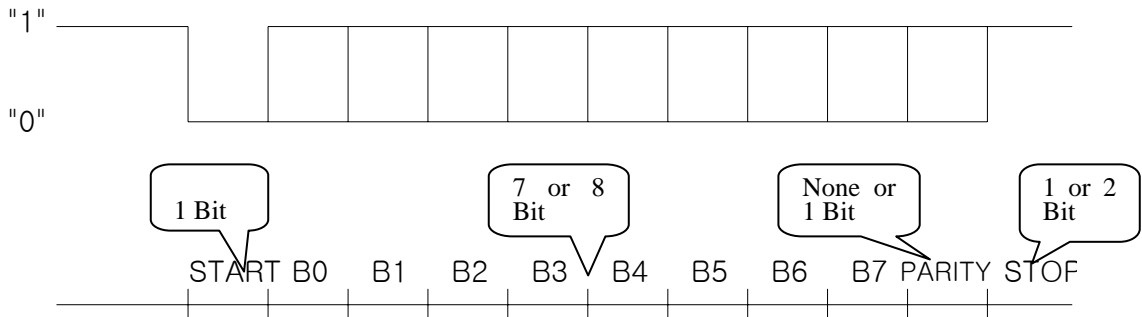 "1"
"0"
1 Bit
7 or 8
Bit
None or
1 Bit
1 or 2
Bit
START B0 B1 B2 B3 B4 B5 B6 B7 PARITY STOP